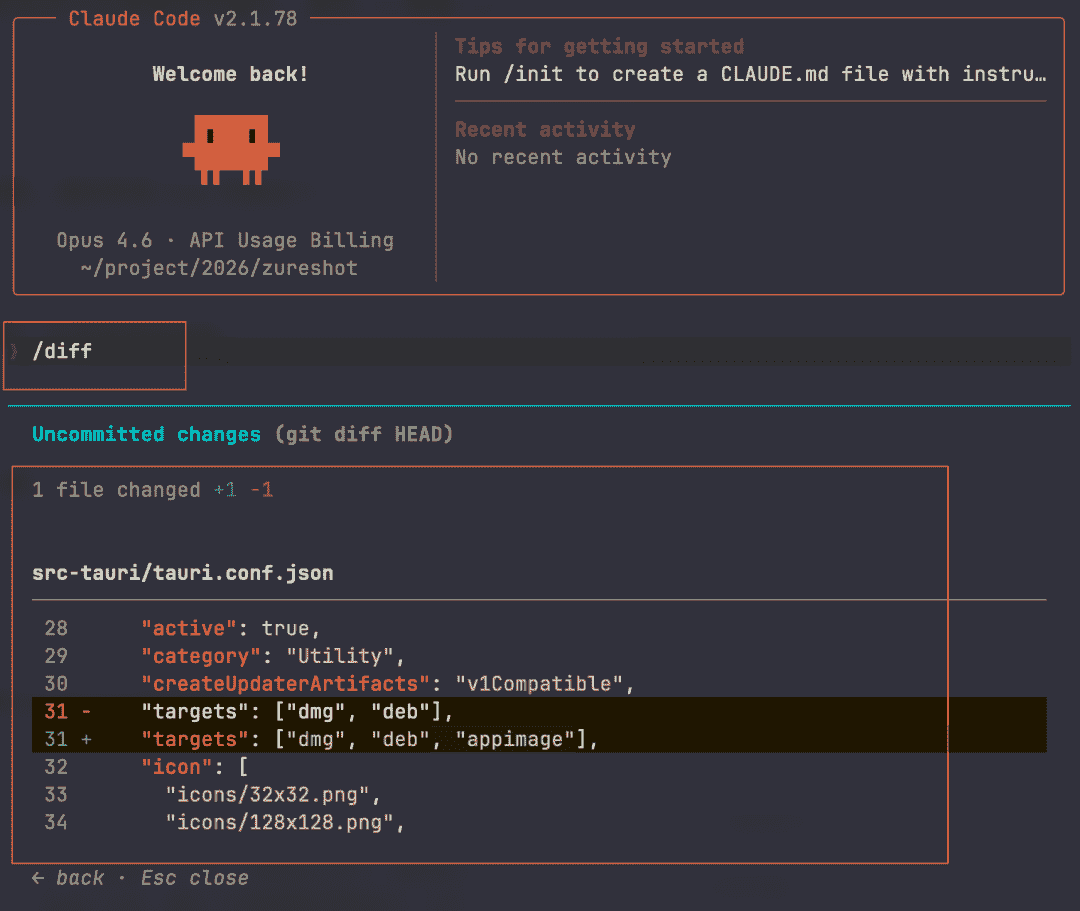 Claude Code v2.1.78
Welcome back!
Opus 4.6 · API Usage Billing
~/project/2026/zureshot
Tips for getting started
Run /init to create a CLAUDE.md file with instru…
Recent activity
No recent activity
❯ /diff
Uncommitted changes (git diff HEAD)
1 file changed +1 -1
src-tauri/tauri.conf.json
28      "active": true,
29      "category": "Utility",
30      "createUpdaterArtifacts": "v1Compatible",
31 -    "targets": ["dmg", "deb"],
31 +    "targets": ["dmg", "deb", "appimage"],
32      "icon": [
33        "icons/32x32.png",
34        "icons/128x128.png",
← back · Esc close